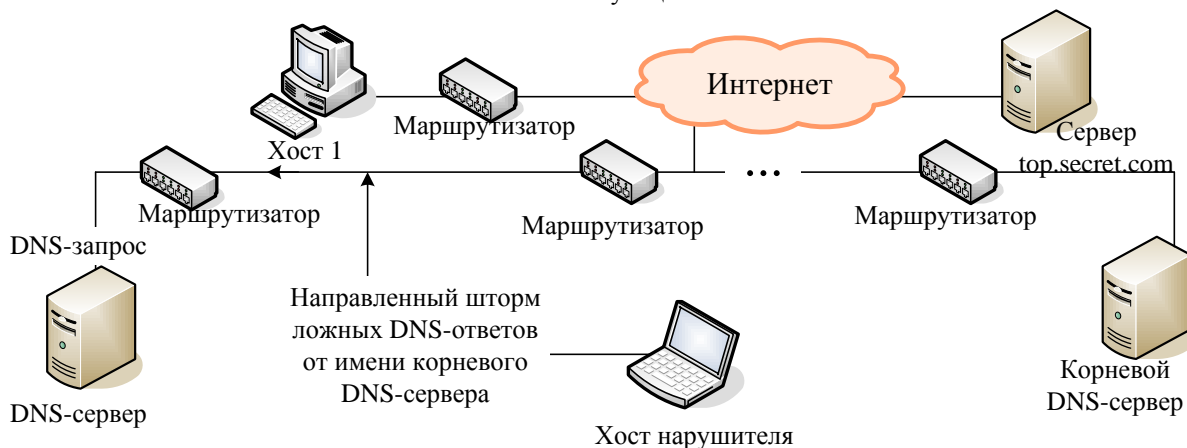 Интернет
Маршрутизатор
Сервер
top.secret.com
Хост 1
Маршрутизатор
Маршрутизатор
Маршрутизатор
...
DNS-запрос
DNS-сервер
Направленный шторм
ложных DNS-ответов
от имени корневого
DNS-сервера
Хост нарушителя
Корневой
DNS-сервер